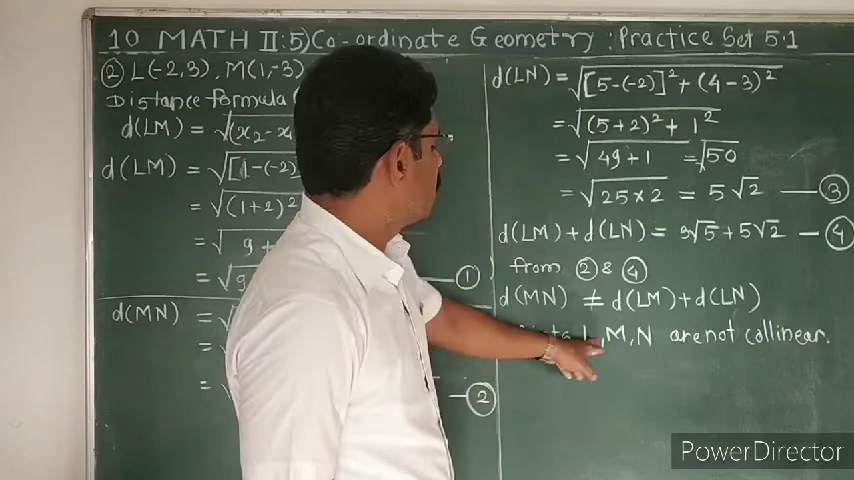 10 MATH II:5) Co-ordinate Geometry : Practice Set 5.1
② L(-2,3), M(1,-3)
Distance formula
d(LM) = √(x₂-x
d(LM) = √[1-(-2)
= √(1+2)²
= √9+
= √9 ①
d(MN) = √
=
= ②
d(LN) = √[5-(-2)]²+(4-3)²
= √(5+2)²+1²
= √49+1 = √50
= √25×2 = 5√2 —③
d(LM)+d(LN) = 3√5+5√2 —④
from ② & ④
d(MN) ≠ d(LM)+d(LN)
L,M,N are not collinear.
PowerDirector